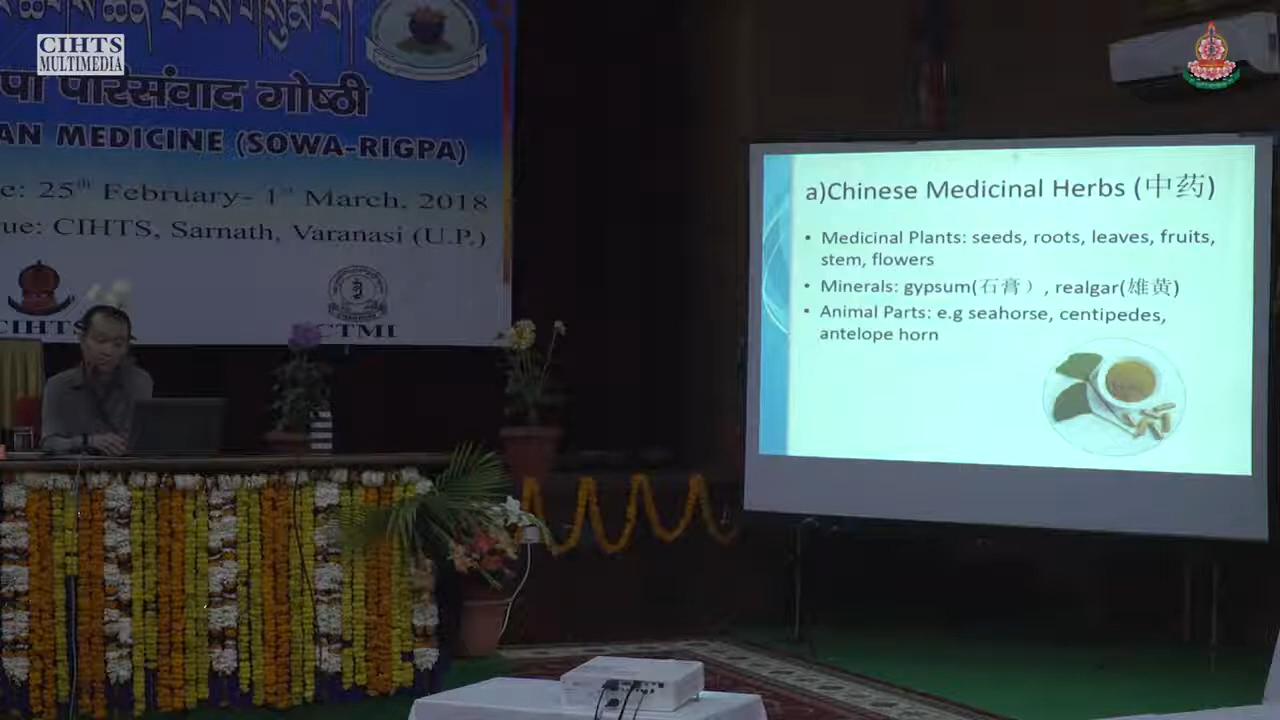 CIHTS
MULTIMEDIA
पा परिसंवाद गोष्ठी
AN MEDICINE (SOWA-RIGPA)
e: 25th February- 1st March, 2018
ue: CIHTS, Sarnath, Varanasi (U.P.)
CIHTS
CTMI
a)Chinese Medicinal Herbs (中药)
• Medicinal Plants: seeds, roots, leaves, fruits,
stem, flowers
• Minerals: gypsum(石膏）, realgar(雄黄)
• Animal Parts: e.g seahorse, centipedes,
antelope horn